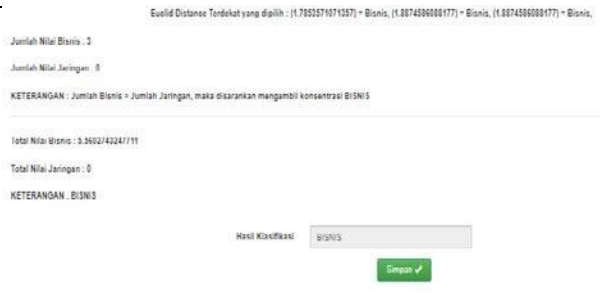 Euclid Distance Terdekat yang dipilih : (1.7853571071357) = Bisnis, (1.8874586088177) = Bisnis, (1.8874586088177) = Bisnis,
Jumlah Nilai Bisnis : 3
Jumlah Nilai Jaringan : 0
KETERANGAN : Jumlah Bisnis > Jumlah Jaringan, maka disarankan mengambil konsentrasi BISNIS
Total Nilai Bisnis : 5.5602743247711
Total Nilai Jaringan : 0
KETERANGAN : BISNIS
Hasil Klasifikasi BISNIS
Simpan ✔